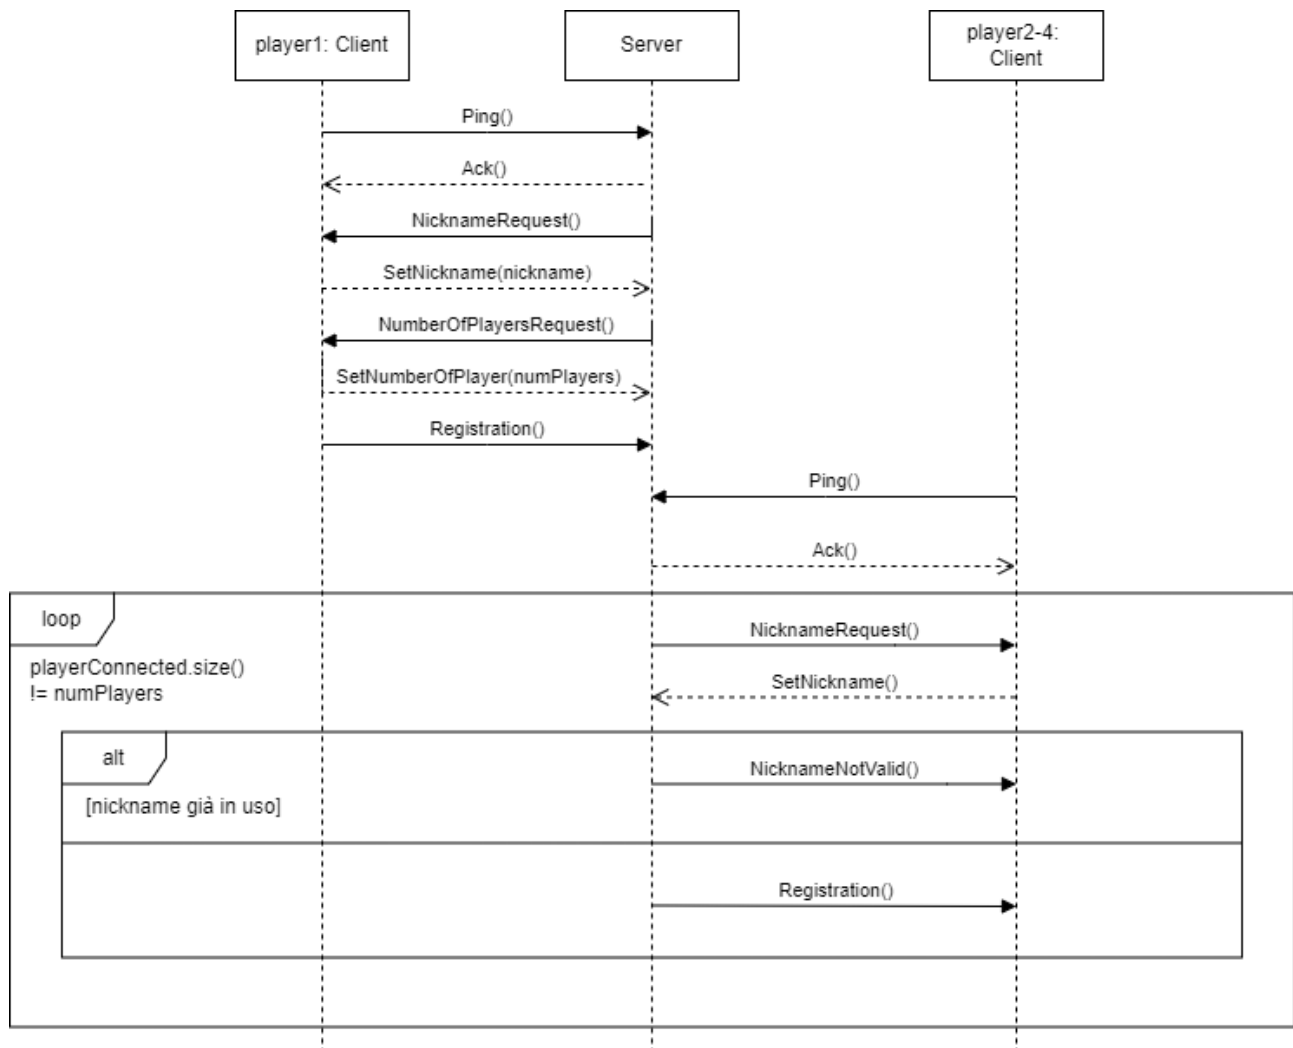 player1: Client
Server
player2-4:
Client
Ping()
Ack()
NicknameRequest()
SetNickname(nickname)
NumberOfPlayersRequest()
SetNumberOfPlayer(numPlayers)
Registration()
Ping()
Ack()
loop
NicknameRequest()
playerConnected.size()
!= numPlayers
SetNickname()
alt
NicknameNotValid()
[nickname già in uso]
Registration()